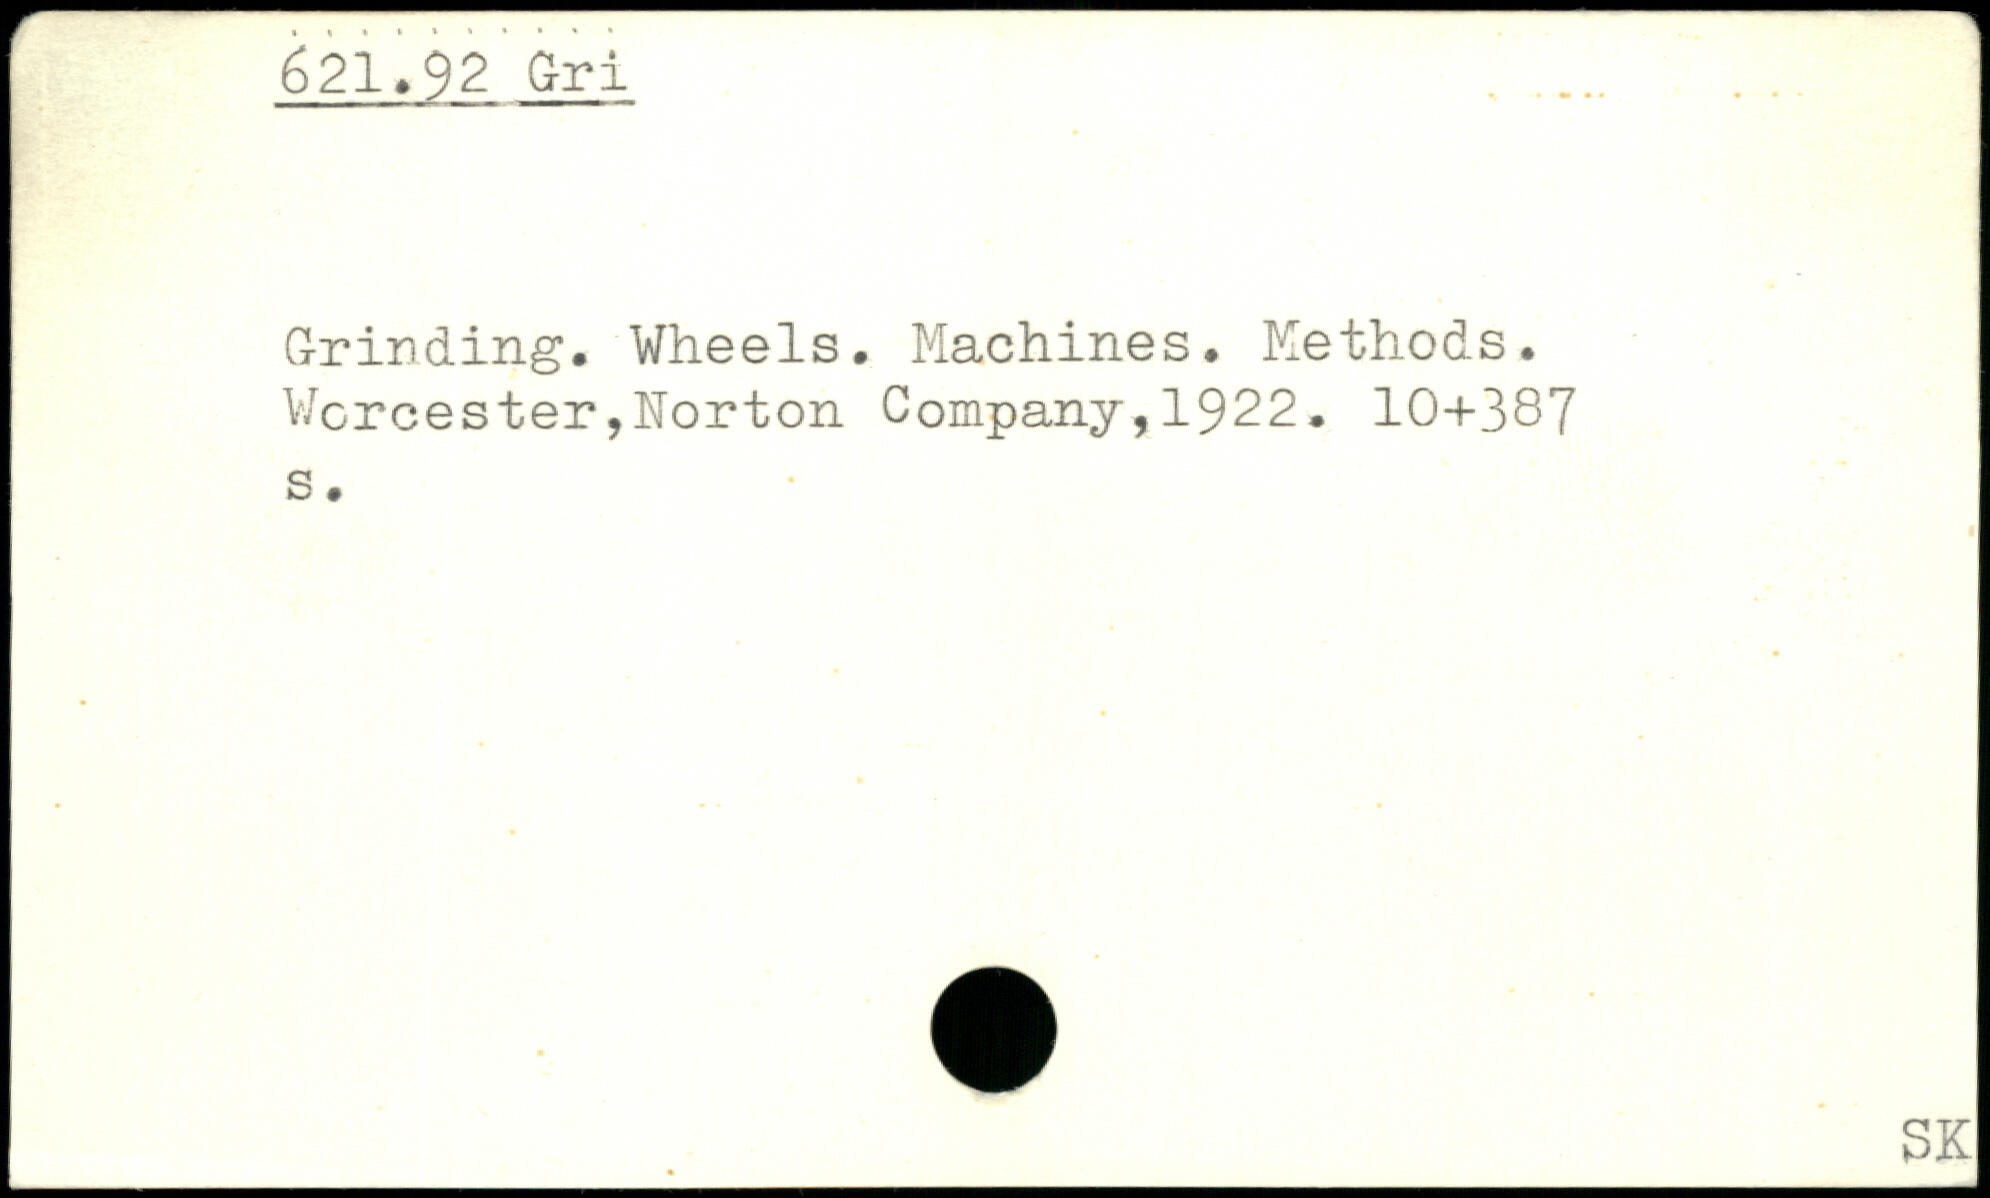 621.92 Gri
Grinding. Wheels. Machines. Methods.
Worcester,Norton Company,1922. 10+387
s.
SK